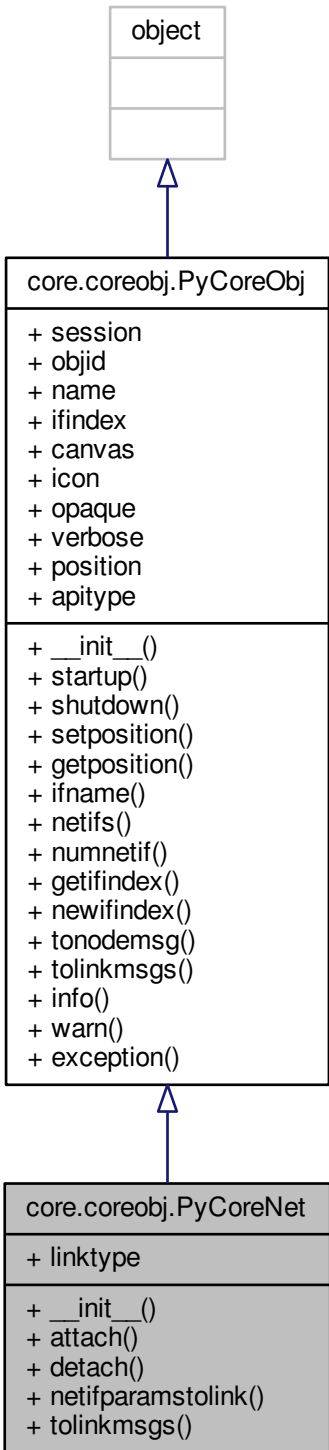 object
core.coreobj.PyCoreObj
+ session
+ objid
+ name
+ ifindex
+ canvas
+ icon
+ opaque
+ verbose
+ position
+ apitype
+ __init__()
+ startup()
+ shutdown()
+ setposition()
+ getposition()
+ ifname()
+ netifs()
+ numnetif()
+ getifindex()
+ newifindex()
+ tonodemsg()
+ tolinkmsgs()
+ info()
+ warn()
+ exception()
core.coreobj.PyCoreNet
+ linktype
+ __init__()
+ attach()
+ detach()
+ netifparamstolink()
+ tolinkmsgs()